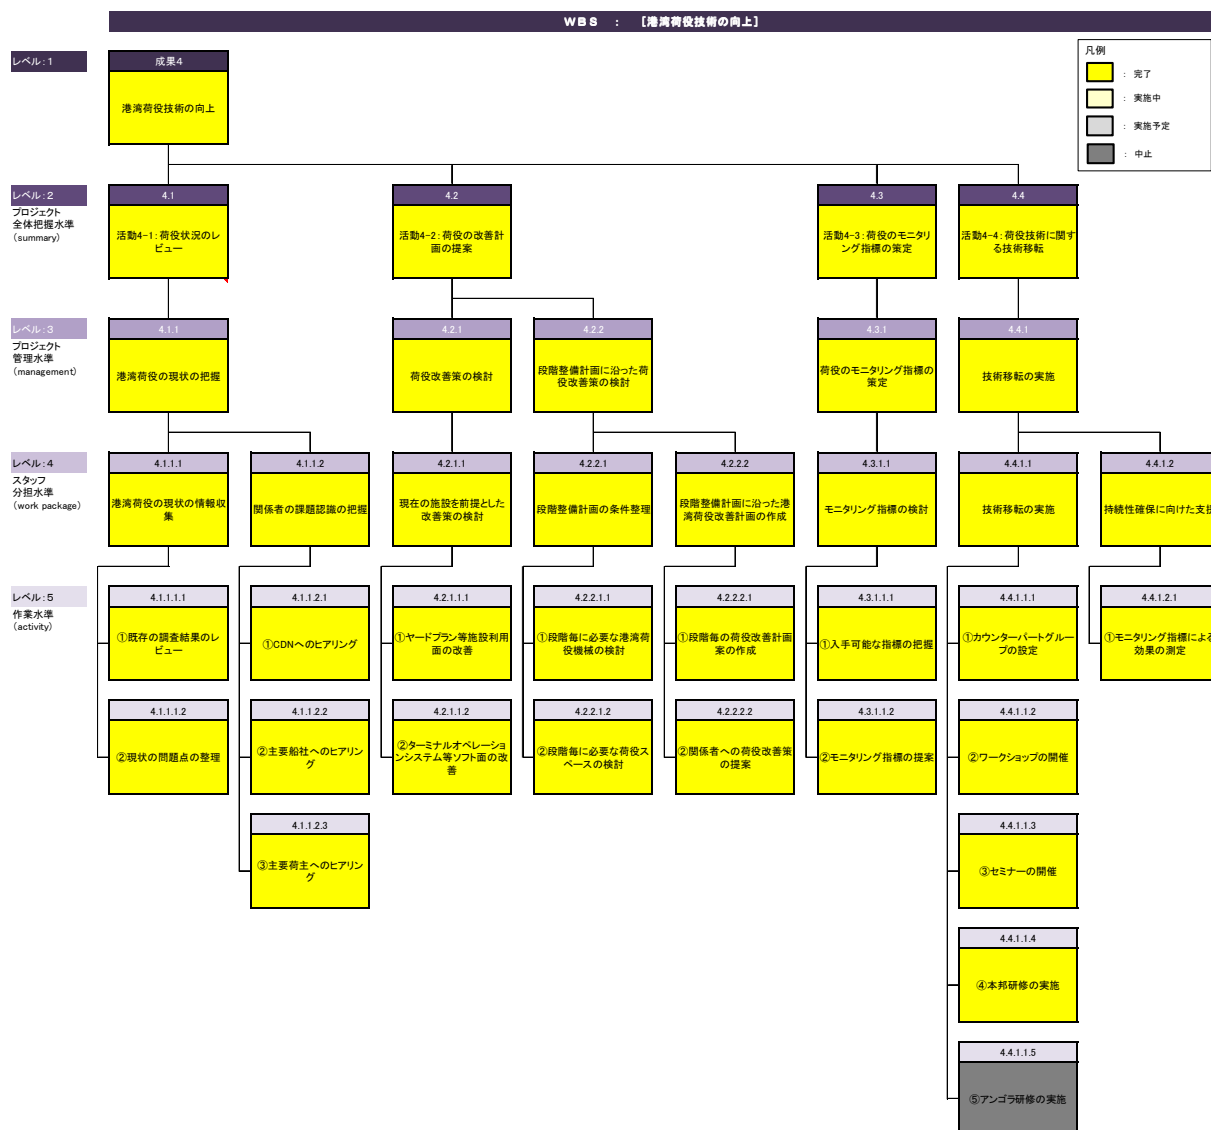 WBS : [港湾荷役技術の向上]
凡例
: 完了
: 実施中
: 実施予定
: 中止
レベル:1
成果4
港湾荷役技術の向上
レベル:2
プロジェクト
全体把握水準
(summary)
4.1
活動4-1:荷役状況のレ
ビュー
4.2
活動4-2:荷役の改善計
画の提案
4.3
活動4-3:荷役のモニタリ
ング指標の策定
4.4
活動4-4:荷役技術に関す
る技術移転
レベル:3
プロジェクト
管理水準
(management)
4.1.1
港湾荷役の現状の把握
4.2.1
荷役改善策の検討
4.2.2
段階整備計画に沿った荷
役改善策の検討
4.3.1
荷役のモニタリング指標の
策定
4.4.1
技術移転の実施
レベル:4
スタッフ
分担水準
(work package)
4.1.1.1
港湾荷役の現状の情報収
集
4.1.1.2
関係者の課題認識の把握
4.2.1.1
現在の施設を前提とした
改善策の検討
4.2.2.1
段階整備計画の条件整理
4.2.2.2
段階整備計画に沿った港
湾荷役改善計画の作成
4.3.1.1
モニタリング指標の検討
4.4.1.1
技術移転の実施
4.4.1.2
持続性確保に向けた支援
レベル:5
作業水準
(activity)
4.1.1.1.1
①既存の調査結果のレ
ビュー
4.1.1.2.1
①CDNへのヒアリング
4.2.1.1.1
①ヤードプラン等施設利用
面の改善
4.2.2.1.1
①段階毎に必要な港湾荷
役機械の検討
4.2.2.2.1
①段階毎の荷役改善計画
案の作成
4.3.1.1.1
①入手可能な指標の把握
4.4.1.1.1
①カウンターパートグルー
プの設定
4.4.1.2.1
①モニタリング指標による
効果の測定
4.1.1.1.2
②現状の問題点の整理
4.1.1.2.2
②主要船社へのヒアリン
グ
4.2.1.1.2
②ターミナルオペレーショ
ンシステム等ソフト面の改
善
4.2.2.1.2
②段階毎に必要な荷役ス
ペースの検討
4.2.2.2.2
②関係者への荷役改善策
の提案
4.3.1.1.2
②モニタリング指標の提案
4.4.1.1.2
②ワークショップの開催
4.1.1.2.3
③主要荷主へのヒアリン
グ
4.4.1.1.3
③セミナーの開催
4.4.1.1.4
④本邦研修の実施
4.4.1.1.5
⑤アンゴラ研修の実施